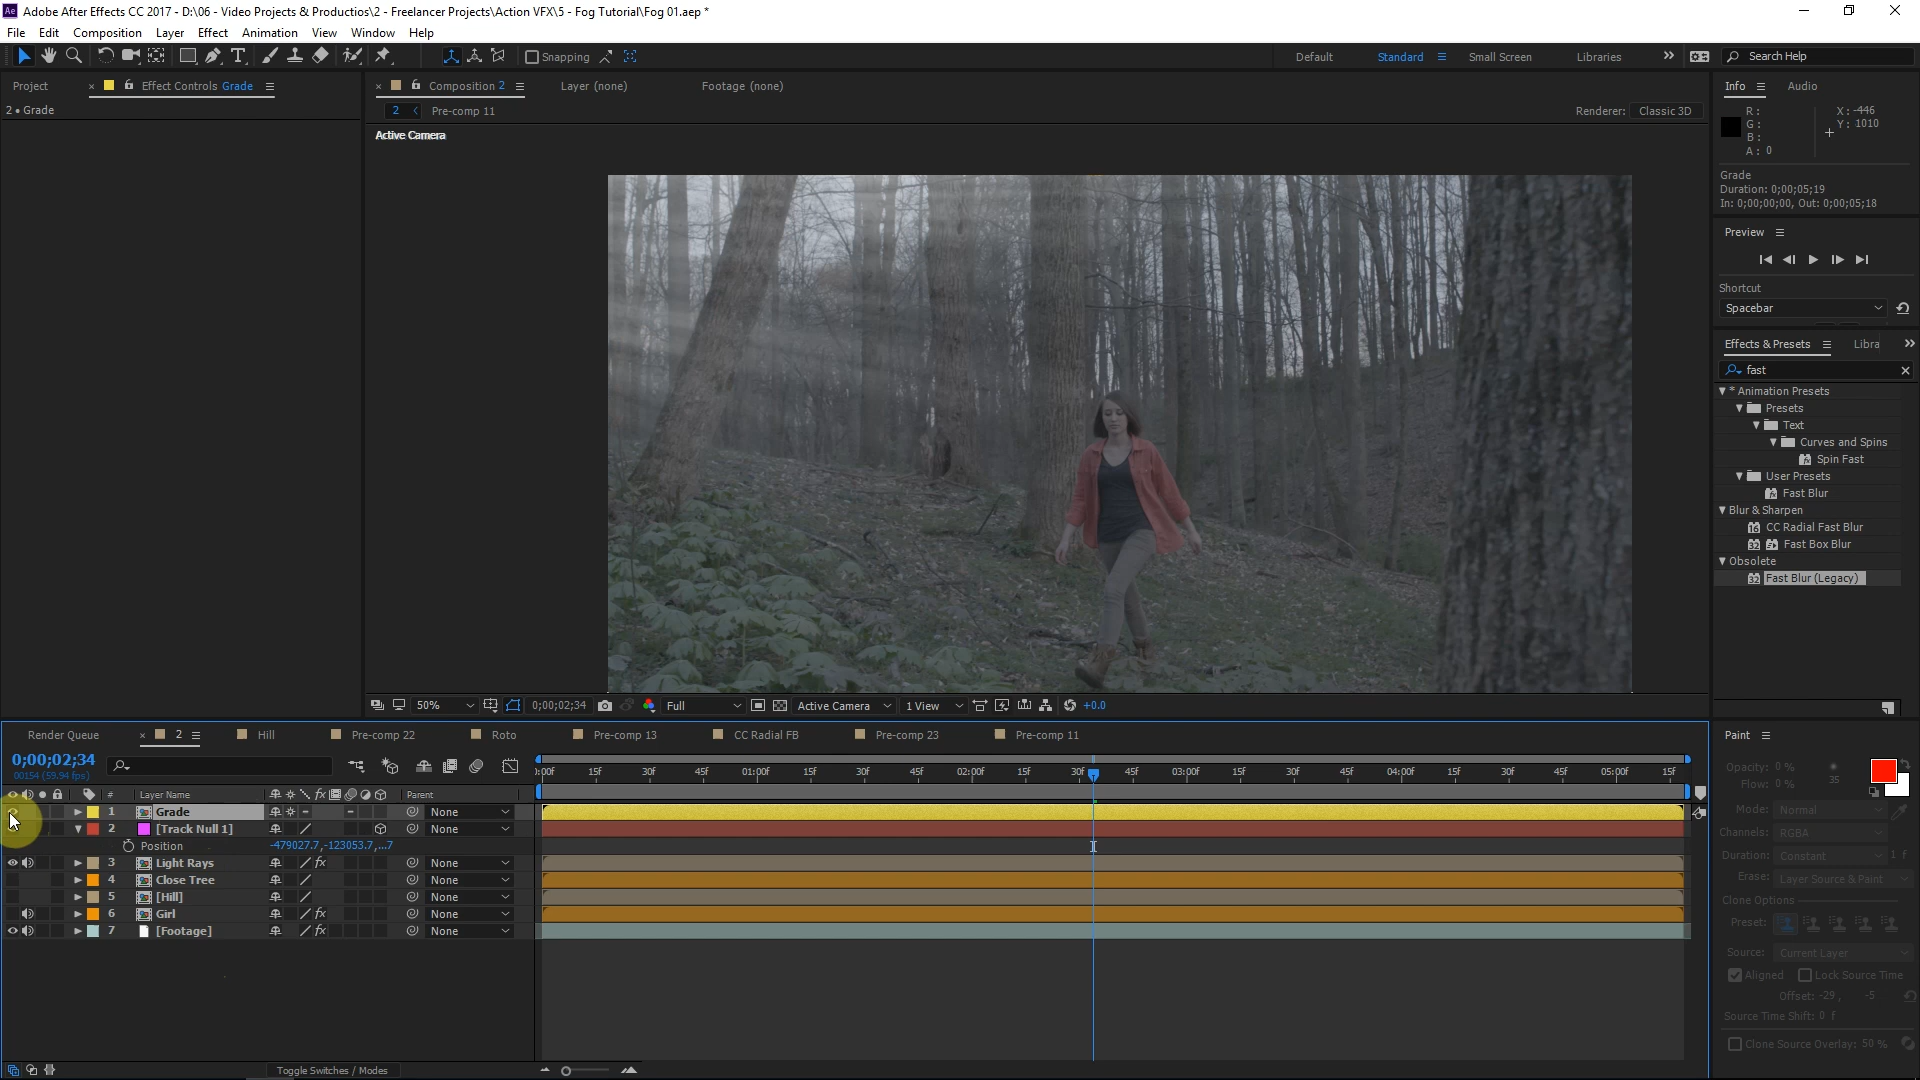 Adobe After Effects CC 2017 - D:\06 - Video Projects & Productios\2 - Freelancer Projects\Action VFX\5 - Fog Tutorial\Fog 01.aep *
File Edit Composition Layer Effect Animation View Window Help
Snapping
Default Standard Small Screen Libraries Search Help
Project Effect Controls Grade
2 • Grade
Composition 2 Layer (none) Footage (none)
2 Pre-comp 11 Renderer: Classic 3D
Active Camera
Info Audio
R: X: -446
G: Y: 1010
B:
A: 0
Grade
Duration: 0;00;05;19
In: 0;00;00;00, Out: 0;00;05;18
Preview
Shortcut
Spacebar
Effects & Presets Libra
fast
* Animation Presets
Presets
Text
Curves and Spins
Spin Fast
User Presets
Fast Blur
Blur & Sharpen
CC Radial Fast Blur
Fast Box Blur
Obsolete
Fast Blur (Legacy)
50% 0;00;02;34 Full Active Camera 1 View +0.0
Render Queue 2 Hill Pre-comp 22 Roto Pre-comp 13 CC Radial FB Pre-comp 23 Pre-comp 11
0;00;02;34
00154 (59.94 fps)
:00f 15f 30f 45f 01:00f 15f 30f 45f 02:00f 15f 30f 45f 03:00f 15f 30f 45f 04:00f 15f 30f 45f 05:00f 15f
# Layer Name Parent
1 Grade None
2 [Track Null 1] None
Position -479027.7,-123053.7,...7
3 Light Rays None
4 Close Tree None
5 [Hill] None
6 Girl None
7 [Footage] None
Toggle Switches / Modes
Paint
Opacity: 0 %
Flow: 0 % 35
Mode: Normal
Channels: RGBA
Duration: Constant 1 f
Erase: Layer Source & Paint
Clone Options
Preset:
Source: Current Layer
Aligned Lock Source Time
Offset: -29, -5
Source Time Shift: 0 f
Clone Source Overlay: 50 %